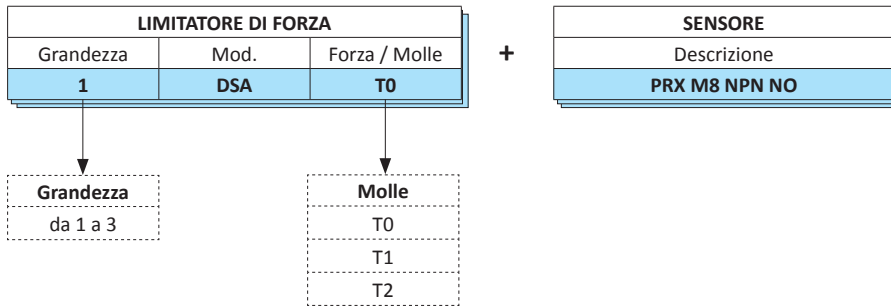 LIMITATORE DI FORZA
Grandezza Mod. Forza / Molle
1 DSA T0
+
SENSORE
Descrizione
PRX M8 NPN NO
Grandezza
da 1 a 3
Molle
T0
T1
T2